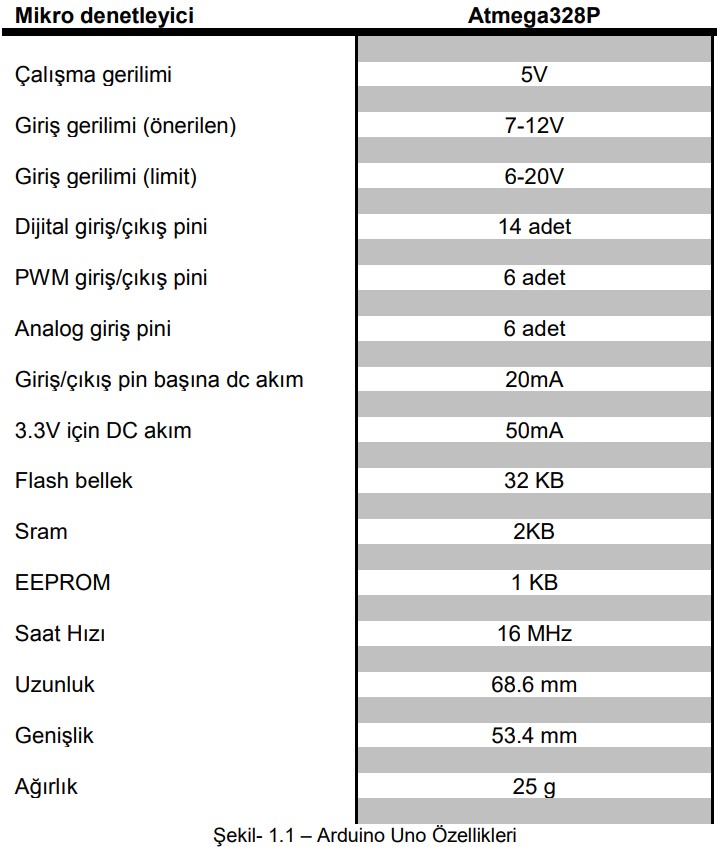 Mikro denetleyici Atmega328P
Çalışma gerilimi 5V
Giriş gerilimi (önerilen) 7-12V
Giriş gerilimi (limit) 6-20V
Dijital giriş/çıkış pini 14 adet
PWM giriş/çıkış pini 6 adet
Analog giriş pini 6 adet
Giriş/çıkış pin başına dc akım 20mA
3.3V için DC akım 50mA
Flash bellek 32 KB
Sram 2KB
EEPROM 1 KB
Saat Hızı 16 MHz
Uzunluk 68.6 mm
Genişlik 53.4 mm
Ağırlık 25 g
Şekil- 1.1 – Arduino Uno Özellikleri